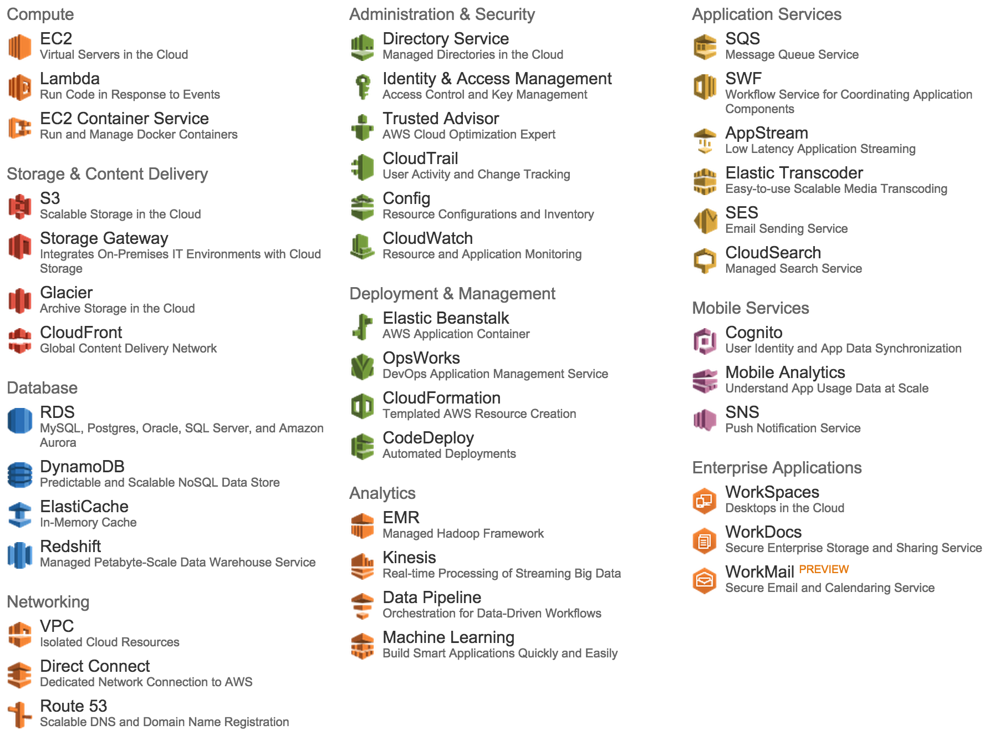 Compute
EC2
Virtual Servers in the Cloud
Lambda
Run Code in Response to Events
EC2 Container Service
Run and Manage Docker Containers
Storage & Content Delivery
S3
Scalable Storage in the Cloud
Storage Gateway
Integrates On-Premises IT Environments with Cloud
Storage
Glacier
Archive Storage in the Cloud
CloudFront
Global Content Delivery Network
Database
RDS
MySQL, Postgres, Oracle, SQL Server, and Amazon
Aurora
DynamoDB
Predictable and Scalable NoSQL Data Store
ElastiCache
In-Memory Cache
Redshift
Managed Petabyte-Scale Data Warehouse Service
Networking
VPC
Isolated Cloud Resources
Direct Connect
Dedicated Network Connection to AWS
Route 53
Scalable DNS and Domain Name Registration
Administration & Security
Directory Service
Managed Directories in the Cloud
Identity & Access Management
Access Control and Key Management
Trusted Advisor
AWS Cloud Optimization Expert
CloudTrail
User Activity and Change Tracking
Config
Resource Configurations and Inventory
CloudWatch
Resource and Application Monitoring
Deployment & Management
Elastic Beanstalk
AWS Application Container
OpsWorks
DevOps Application Management Service
CloudFormation
Templated AWS Resource Creation
CodeDeploy
Automated Deployments
Analytics
EMR
Managed Hadoop Framework
Kinesis
Real-time Processing of Streaming Big Data
Data Pipeline
Orchestration for Data-Driven Workflows
Machine Learning
Build Smart Applications Quickly and Easily
Application Services
SQS
Message Queue Service
SWF
Workflow Service for Coordinating Application
Components
AppStream
Low Latency Application Streaming
Elastic Transcoder
Easy-to-use Scalable Media Transcoding
SES
Email Sending Service
CloudSearch
Managed Search Service
Mobile Services
Cognito
User Identity and App Data Synchronization
Mobile Analytics
Understand App Usage Data at Scale
SNS
Push Notification Service
Enterprise Applications
WorkSpaces
Desktops in the Cloud
WorkDocs
Secure Enterprise Storage and Sharing Service
WorkMail PREVIEW
Secure Email and Calendaring Service